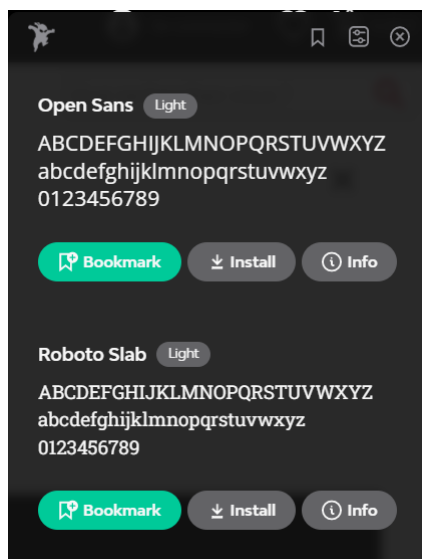 Open Sans Light
ABCDEFGHIJKLMNOPQRSTUVWXYZ
abcdefghijklmnopqrstuvwxyz
0123456789
Bookmark Install Info
Roboto Slab Light
ABCDEFGHIJKLMNOPQRSTUVWXYZ
abcdefghijklmnopqrstuvwxyz
0123456789
Bookmark Install Info